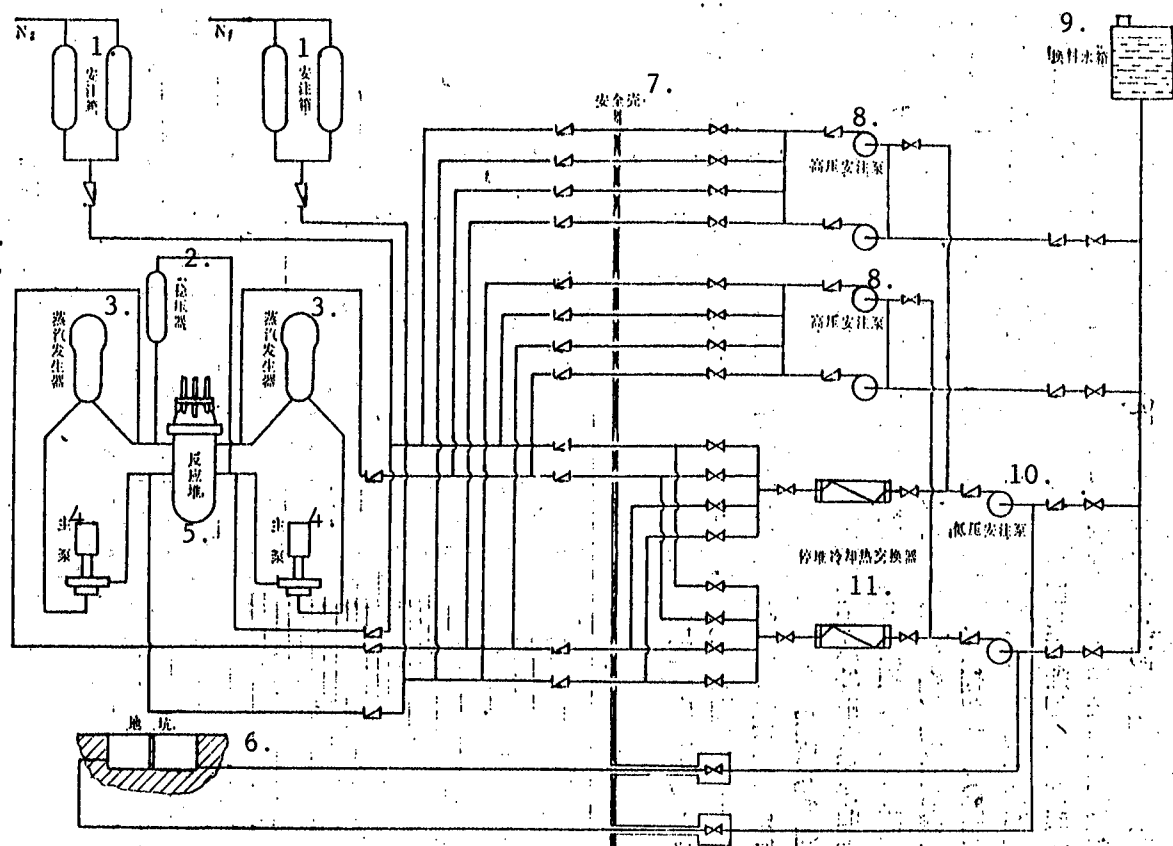 N₂
1.
安注箱
N₂
1
安注箱
9.
换料水箱
7.
安全壳
8.
高压安注泵
2.
稳压器
3.
蒸汽发生器
3.
蒸汽发生器
8.
高压安注泵
反应堆
5.
4
主泵
4
主泵
10.
低压安注泵
停堆冷却热交换器
11.
地坑
6.